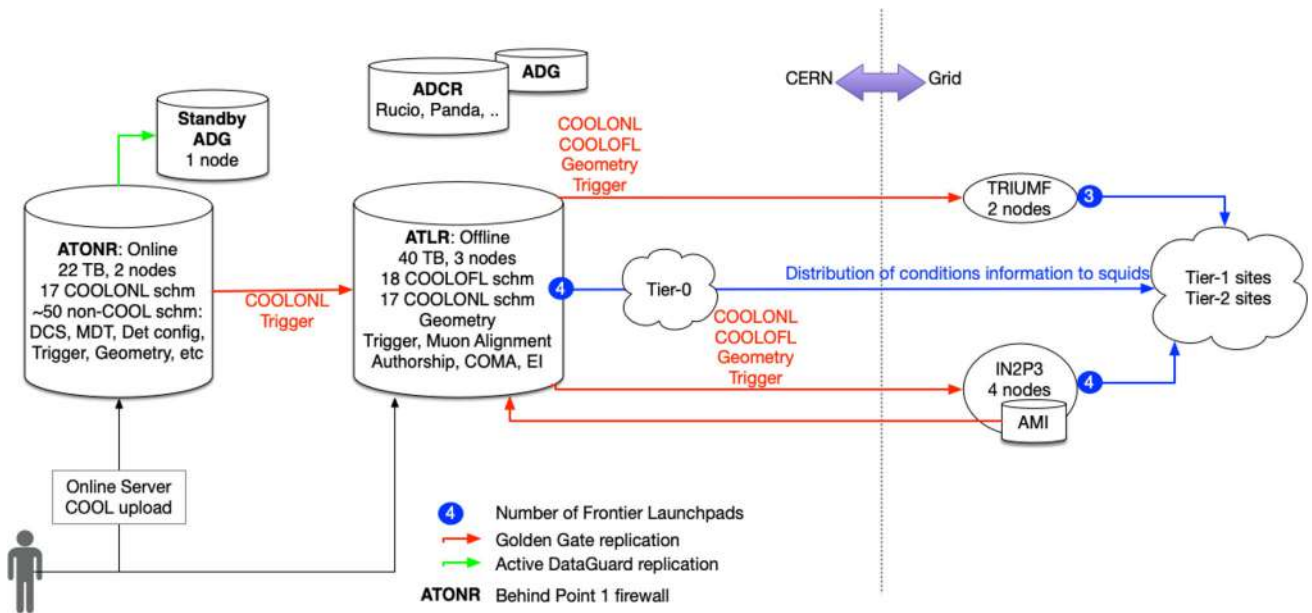 ADCR
Rucio, Panda, ..
ADG
CERN
Grid
Standby
ADG
1 node
COOLONL
COOLOFL
Geometry
Trigger
TRIUMF
2 nodes
3
ATONR: Online
22 TB, 2 nodes
17 COOLONL schm
~50 non-COOL schm:
DCS, MDT, Det config,
Trigger, Geometry, etc
COOLONL
Trigger
ATLR: Offline
40 TB, 3 nodes
18 COOLOFL schm
17 COOLONL schm
Geometry
Trigger, Muon Alignment
Authorship, COMA, EI
4
Tier-0
Distribution of conditions information to squids
Tier-1 sites
Tier-2 sites
COOLONL
COOLOFL
Geometry
Trigger
IN2P3
4 nodes
4
AMI
Online Server
COOL upload
4 Number of Frontier Launchpads
Golden Gate replication
Active DataGuard replication
ATONR Behind Point 1 firewall